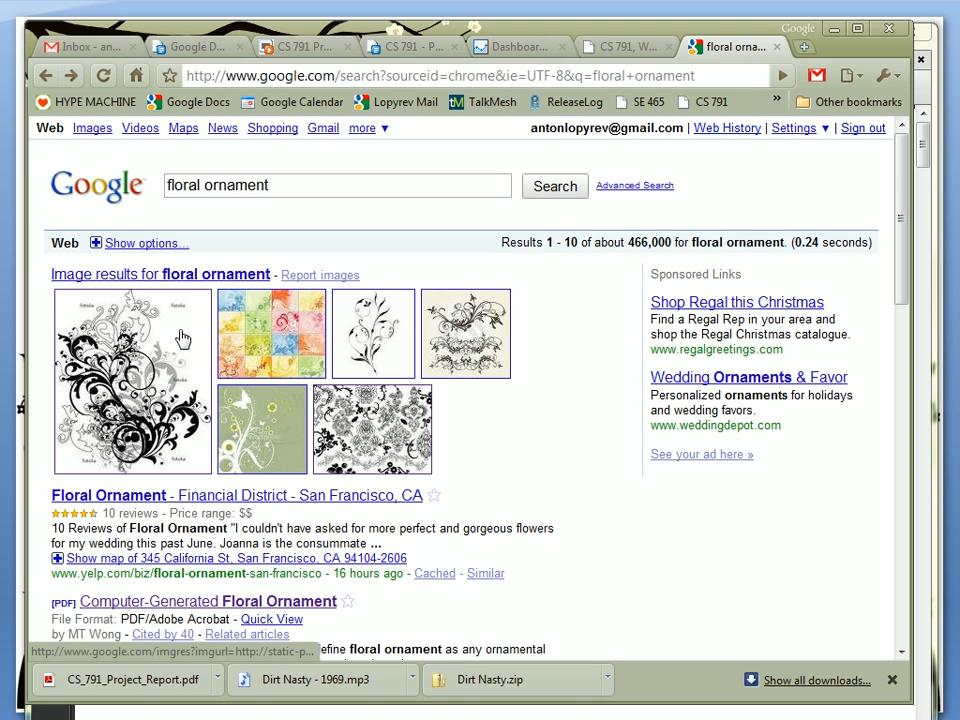 Google
Inbox - an...
Google D...
CS 791 Pr...
CS 791 - P...
Dashboar...
CS 791, W...
floral orna...
http://www.google.com/search?sourceid=chrome&ie=UTF-8&q=floral+ornament
HYPE MACHINE Google Docs Google Calendar Lopyrev Mail TalkMesh ReleaseLog SE 465 CS 791 » Other bookmarks
Web Images Videos Maps News Shopping Gmail more ▼ antonlopyrev@gmail.com | Web History | Settings ▼ | Sign out
Google floral ornament Search Advanced Search
Web Show options... Results 1 - 10 of about 466,000 for floral ornament. (0.24 seconds)
Image results for floral ornament - Report images
Sponsored Links
Shop Regal this Christmas
Find a Regal Rep in your area and
shop the Regal Christmas catalogue.
www.regalgreetings.com
Wedding Ornaments & Favor
Personalized ornaments for holidays
and wedding favors.
www.weddingdepot.com
See your ad here »
Floral Ornament - Financial District - San Francisco, CA
10 reviews - Price range: $$
10 Reviews of Floral Ornament "I couldn't have asked for more perfect and gorgeous flowers
for my wedding this past June. Joanna is the consummate ...
Show map of 345 California St, San Francisco, CA 94104-2606
www.yelp.com/biz/floral-ornament-san-francisco - 16 hours ago - Cached - Similar
[PDF] Computer-Generated Floral Ornament
File Format: PDF/Adobe Acrobat - Quick View
by MT Wong - Cited by 40 - Related articles
efine floral ornament as any ornamental
http://www.google.com/imgres?imgurl=http://static-p...
CS_791_Project_Report.pdf
Dirt Nasty - 1969.mp3
Dirt Nasty.zip
Show all downloads...